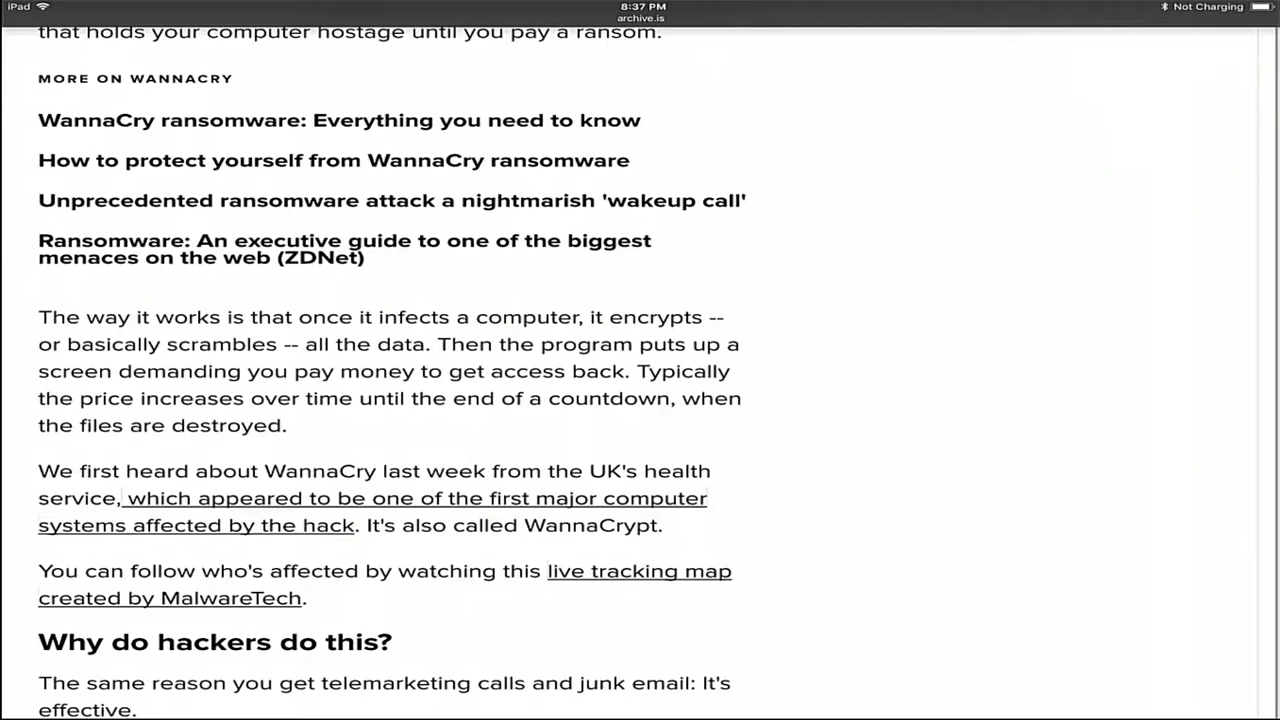 iPad 8:37 PM Not Charging
archive.is
that holds your computer hostage until you pay a ransom.
MORE ON WANNACRY
WannaCry ransomware: Everything you need to know
How to protect yourself from WannaCry ransomware
Unprecedented ransomware attack a nightmarish 'wakeup call'
Ransomware: An executive guide to one of the biggest
menaces on the web (ZDNet)
The way it works is that once it infects a computer, it encrypts --
or basically scrambles -- all the data. Then the program puts up a
screen demanding you pay money to get access back. Typically
the price increases over time until the end of a countdown, when
the files are destroyed.
We first heard about WannaCry last week from the UK's health
service, which appeared to be one of the first major computer
systems affected by the hack. It's also called WannaCrypt.
You can follow who's affected by watching this live tracking map
created by MalwareTech.
Why do hackers do this?
The same reason you get telemarketing calls and junk email: It's
effective.